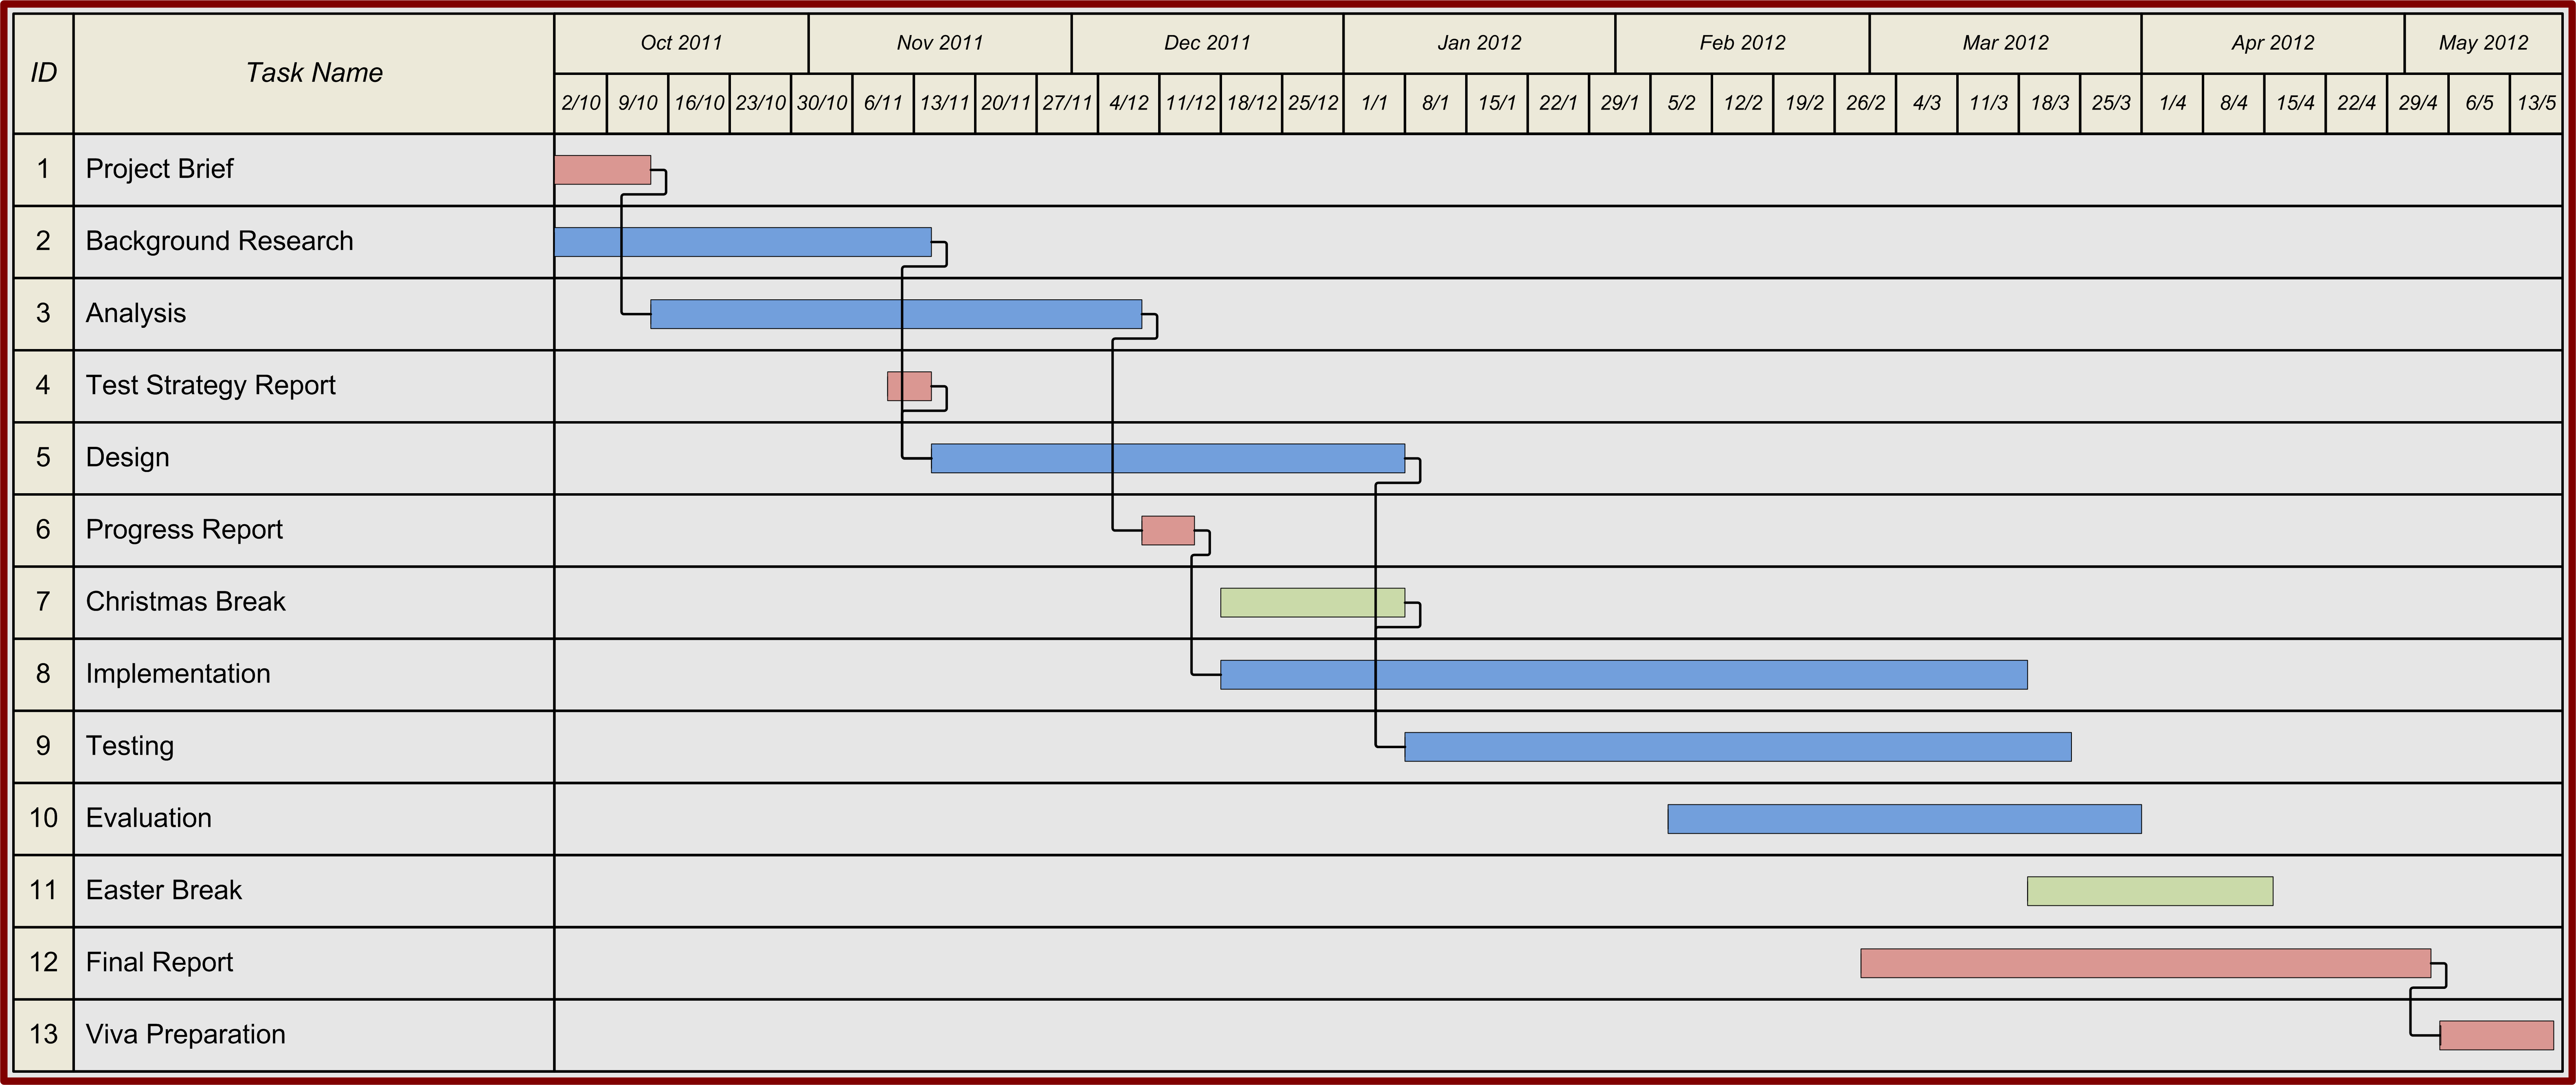 ID
Task Name
Oct 2011 Nov 2011 Dec 2011 Jan 2012 Feb 2012 Mar 2012 Apr 2012 May 2012
2/10 9/10 16/10 23/10 30/10 6/11 13/11 20/11 27/11 4/12 11/12 18/12 25/12 1/1 8/1 15/1 22/1 29/1 5/2 12/2 19/2 26/2 4/3 11/3 18/3 25/3 1/4 8/4 15/4 22/4 29/4 6/5 13/5
1 Project Brief
2 Background Research
3 Analysis
4 Test Strategy Report
5 Design
6 Progress Report
7 Christmas Break
8 Implementation
9 Testing
10 Evaluation
11 Easter Break
12 Final Report
13 Viva Preparation